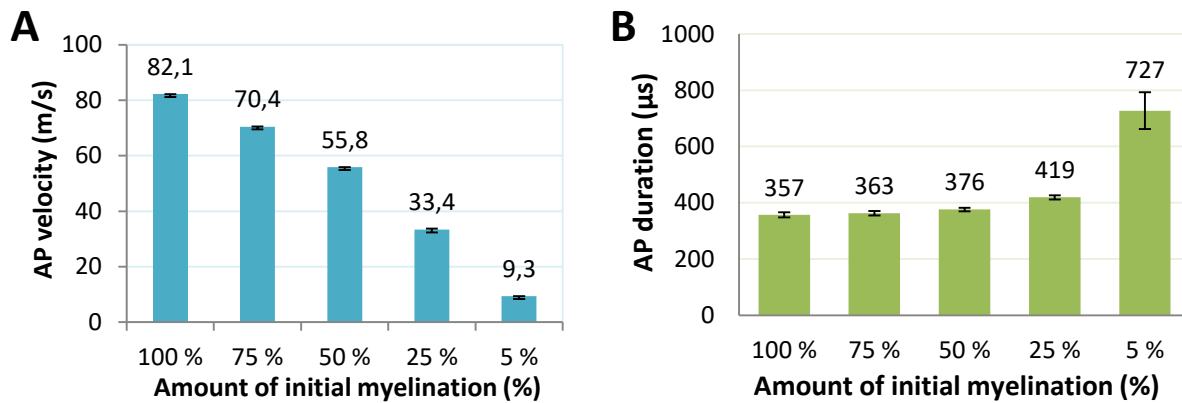 A
AP velocity (m/s)
100
80
60
40
20
0
82,1
70,4
55,8
33,4
9,3
100 % 75 % 50 % 25 % 5 %
Amount of initial myelination (%)
B
AP duration (µs)
1000
800
600
400
200
0
357
363
376
419
727
100 % 75 % 50 % 25 % 5 %
Amount of initial myelination (%)